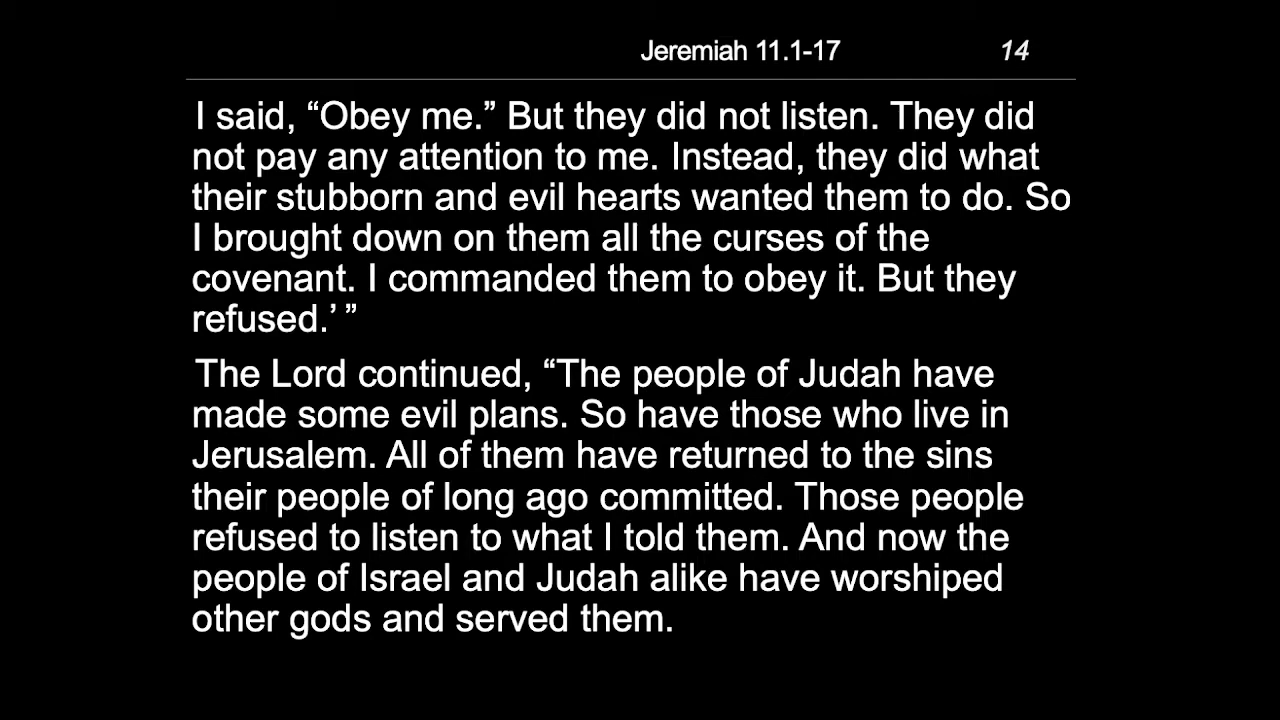 Jeremiah 11.1-17 14
I said, “Obey me.” But they did not listen. They did
not pay any attention to me. Instead, they did what
their stubborn and evil hearts wanted them to do. So
I brought down on them all the curses of the
covenant. I commanded them to obey it. But they
refused.’ ”
The Lord continued, “The people of Judah have
made some evil plans. So have those who live in
Jerusalem. All of them have returned to the sins
their people of long ago committed. Those people
refused to listen to what I told them. And now the
people of Israel and Judah alike have worshiped
other gods and served them.